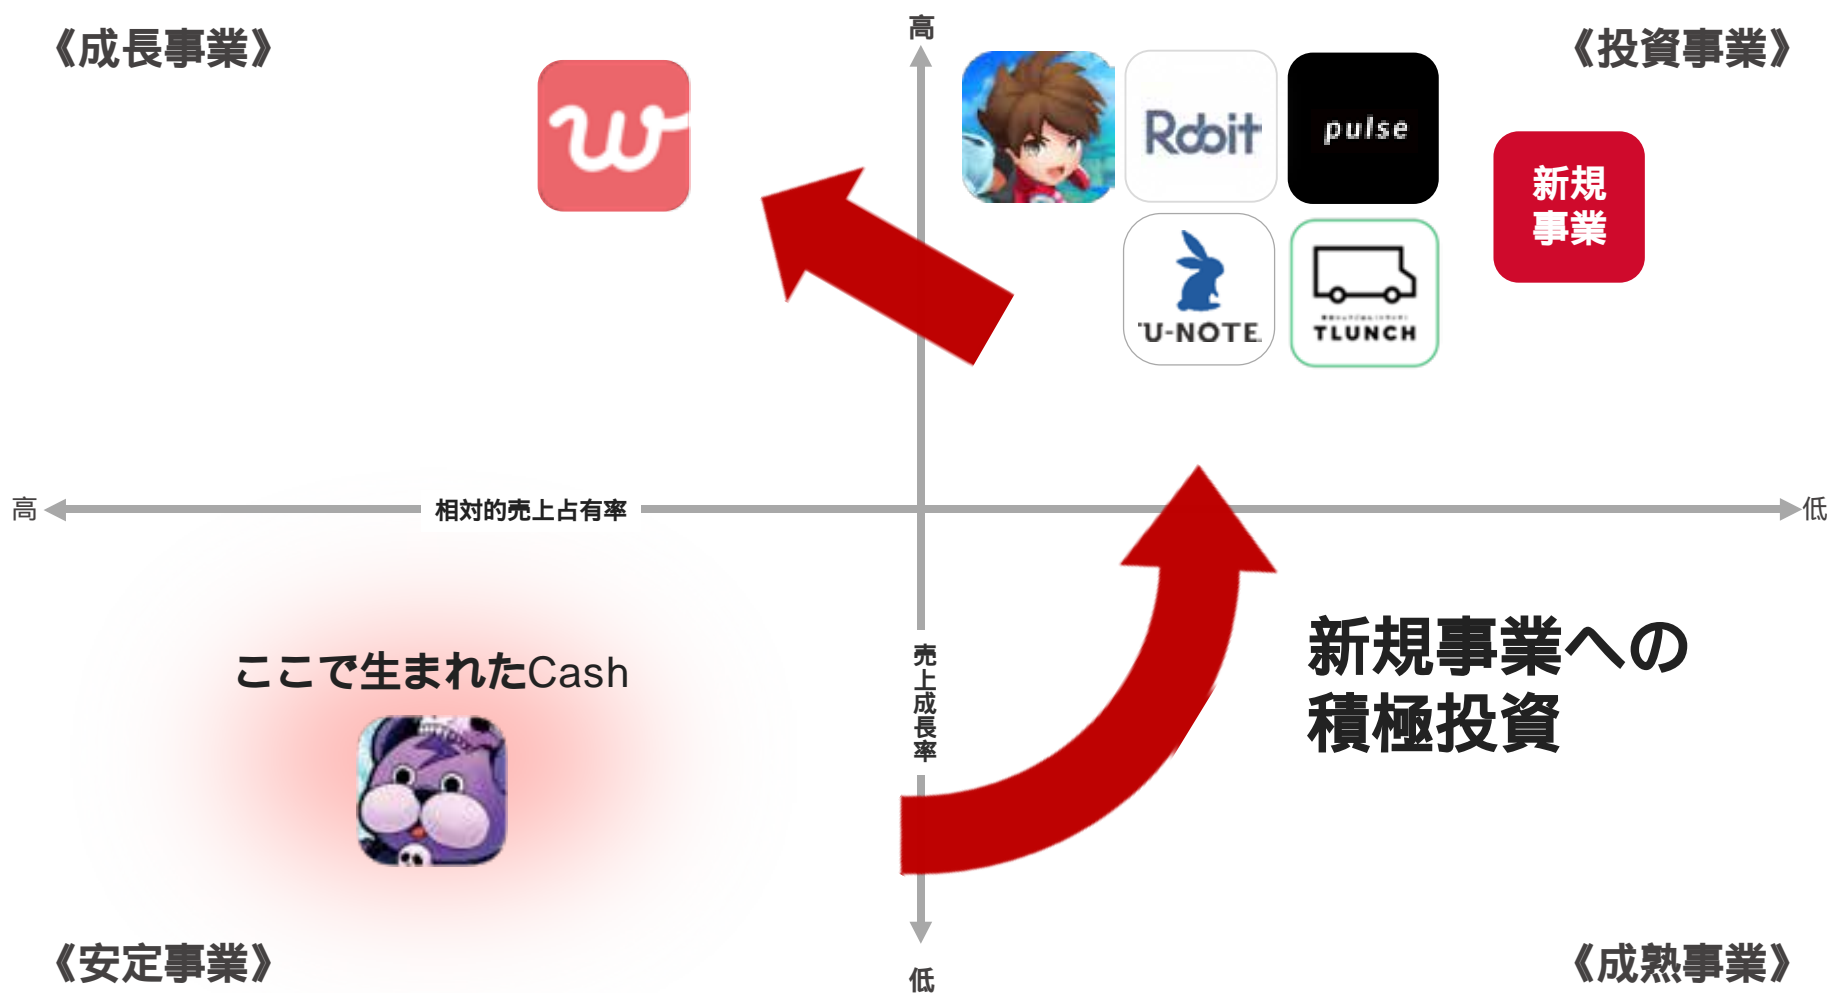 《成長事業》
高
《投資事業》
w
Robit
pulse
新規
事業
U-NOTE
TLUNCH
高
相対的売上占有率
低
ここで生まれたCash
売上成長率
新規事業への
積極投資
《安定事業》
低
《成熟事業》